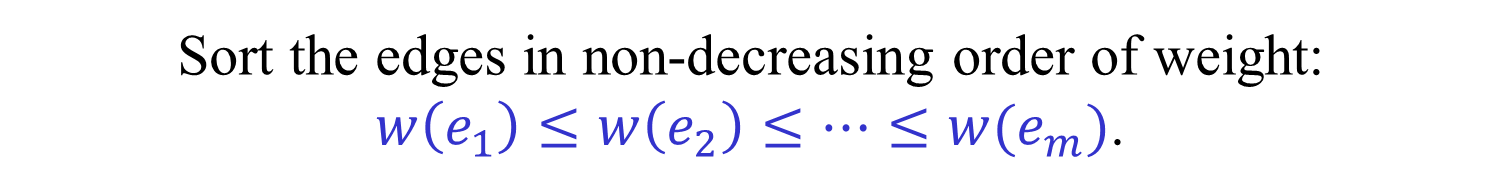 Sort the edges in non-decreasing order of weight:
w(e₁) ≤ w(e₂) ≤ ⋯ ≤ w(eₘ).